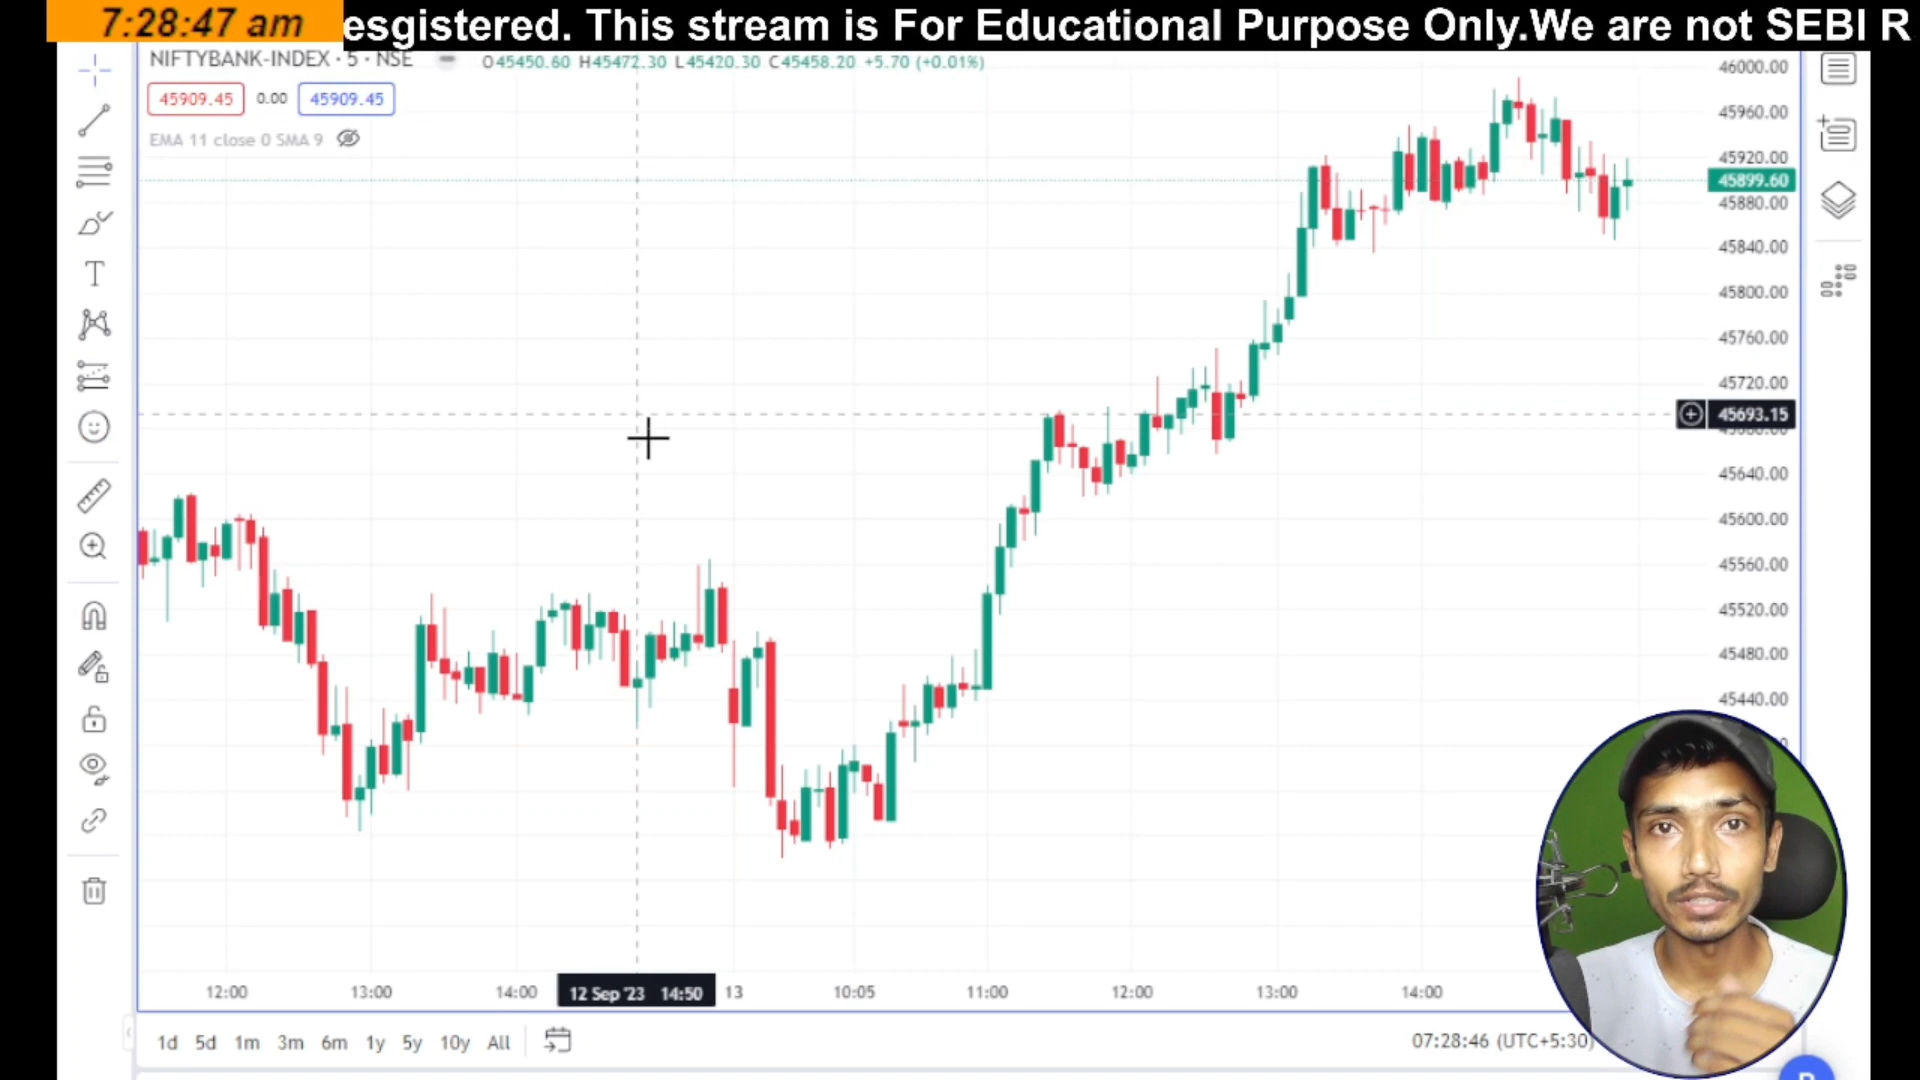 7:28:47 am
esgistered. This stream is For Educational Purpose Only.We are not SEBI R
NIFTYBANK-INDEX · 5 · NSE
O45450.60 H45472.30 L45420.30 C45458.20 +5.70 (+0.01%)
45909.45 0.00 45909.45
EMA 11 close 0 SMA 9
46000.00
45960.00
45920.00
45899.60
45880.00
45840.00
45800.00
45760.00
45720.00
45693.15
45640.00
45600.00
45560.00
45520.00
45480.00
45440.00
12:00 13:00 14:00 12 Sep '23 14:50 13 10:05 11:00 12:00 13:00 14:00
1d 5d 1m 3m 6m 1y 5y 10y All
07:28:46 (UTC+5:30)